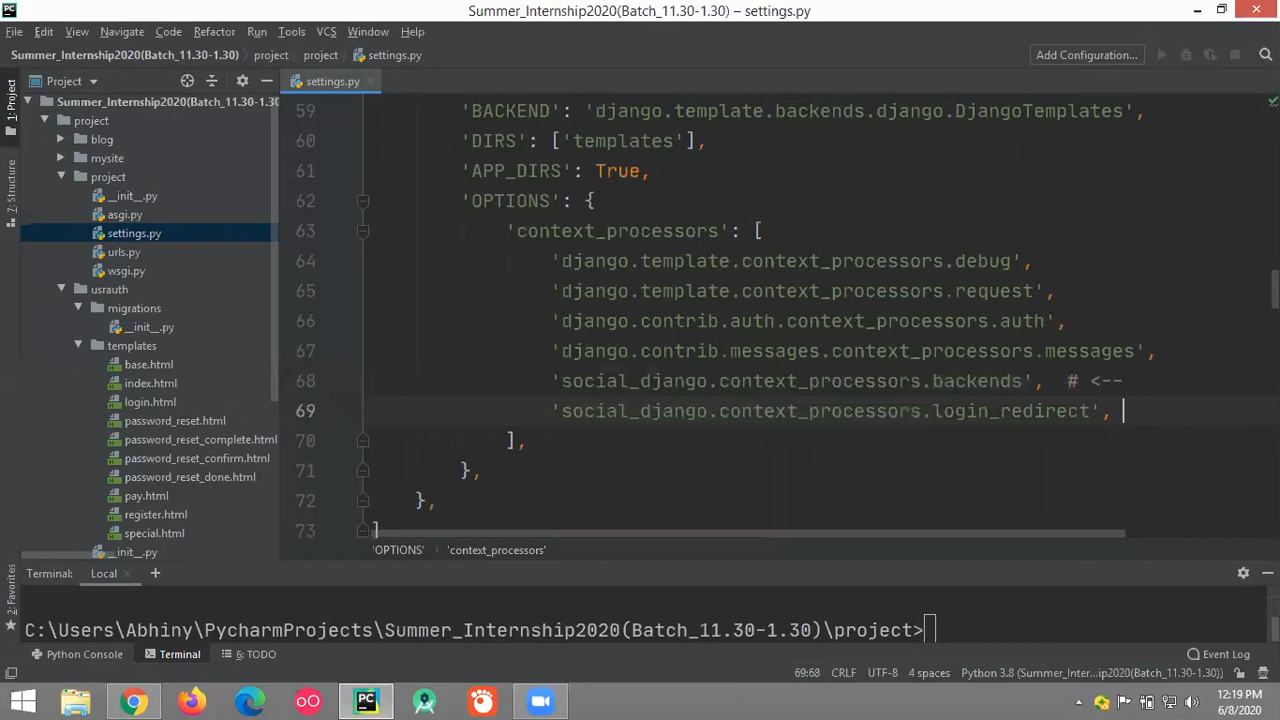 Summer_Internship2020(Batch_11.30-1.30) – settings.py
File Edit View Navigate Code Refactor Run Tools VCS Window Help
Summer_Internship2020(Batch_11.30-1.30) project project settings.py Add Configuration...
Project settings.py
1: Project
7: Structure
2: Favorites
Summer_Internship2020(Batch_11.30-1.30
project
blog
mysite
project
__init__.py
asgi.py
settings.py
urls.py
wsgi.py
usrauth
migrations
__init__.py
templates
base.html
index.html
login.html
password_reset.html
password_reset_complete.html
password_reset_confirm.html
password_reset_done.html
pay.html
register.html
special.html
__init__.py
59 'BACKEND': 'django.template.backends.django.DjangoTemplates',
60 'DIRS': ['templates'],
61 'APP_DIRS': True,
62 'OPTIONS': {
63 'context_processors': [
64 'django.template.context_processors.debug',
65 'django.template.context_processors.request',
66 'django.contrib.auth.context_processors.auth',
67 'django.contrib.messages.context_processors.messages',
68 'social_django.context_processors.backends', # <--
69 'social_django.context_processors.login_redirect',
70 ],
71 },
72 },
73 ]
'OPTIONS' 'context_processors'
Terminal: Local
C:\Users\Abhiny\PycharmProjects\Summer_Internship2020(Batch_11.30-1.30)\project>
Python Console Terminal 6: TODO Event Log
69:68 CRLF UTF-8 4 spaces Python 3.8 (Summer_Inter...ip2020(Batch_11.30-1.30))
PC
12:19 PM
6/8/2020